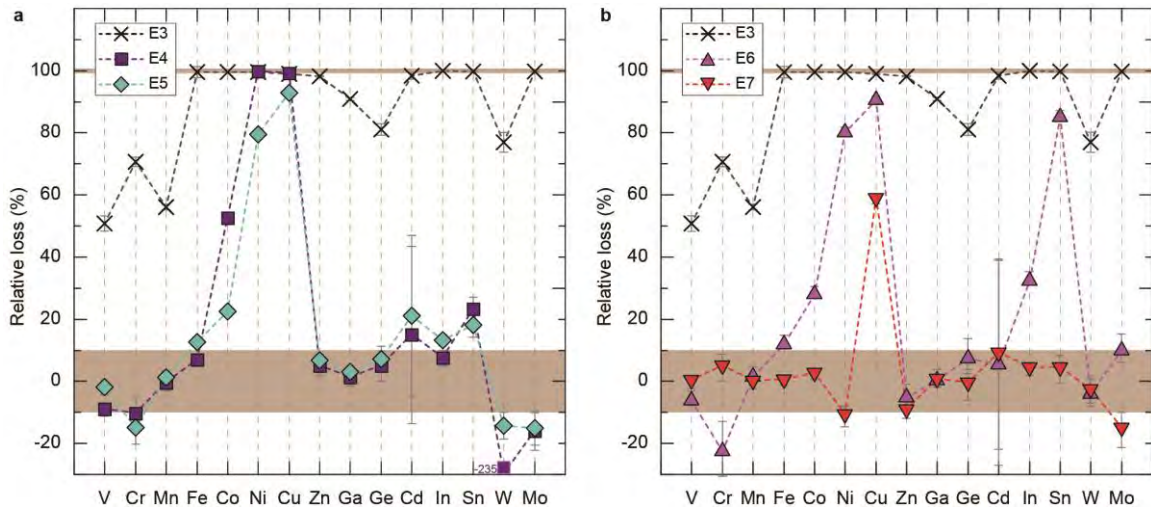 a
E3
E4
E5
Relative loss (%)
100
80
60
40
20
0
-20
-235
V Cr Mn Fe Co Ni Cu Zn Ga Ge Cd In Sn W Mo
b
E3
E6
E7
Relative loss (%)
100
80
60
40
20
0
-20
V Cr Mn Fe Co Ni Cu Zn Ga Ge Cd In Sn W Mo